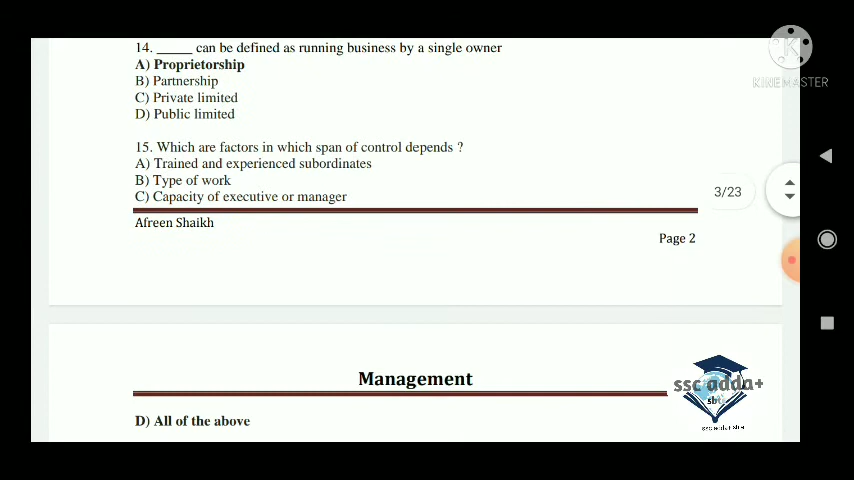 14. _____ can be defined as running business by a single owner
A) Proprietorship
B) Partnership
C) Private limited
D) Public limited
15. Which are factors in which span of control depends ?
A) Trained and experienced subordinates
B) Type of work
C) Capacity of executive or manager
Afreen Shaikh
Page 2
3/23
K
KINEMASTER
Management
ssc adda+
D) All of the above